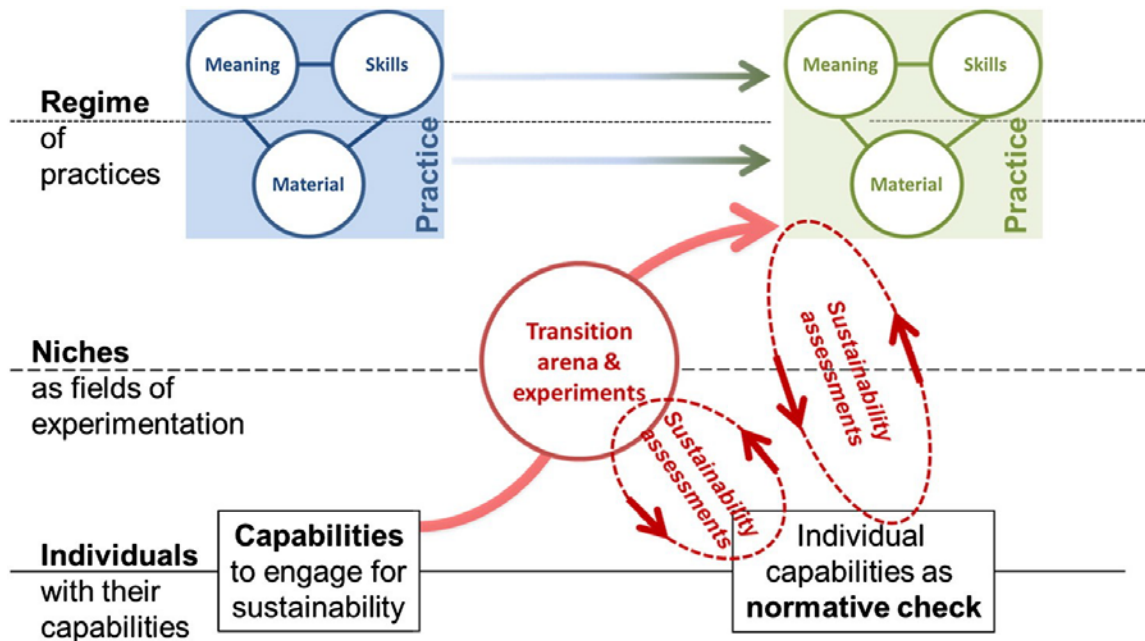 Meaning
Skills
Material
Practice
Meaning
Skills
Material
Practice
Regime
of
practices
Transition
arena &
experiments
Sustainability
assessments
Niches
as fields of
experimentation
Sustainability
assessments
Individuals
with their
capabilities
Capabilities
to engage for
sustainability
Individual
capabilities as
normative check